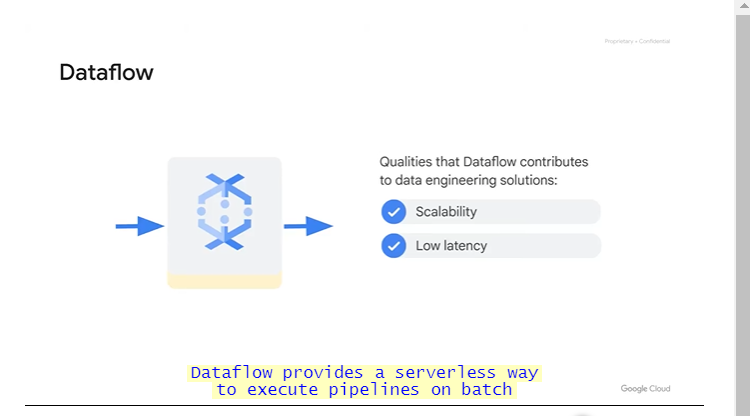 Proprietary + Confidential
Dataflow
Qualities that Dataflow contributes
to data engineering solutions:
Scalability
Low latency
Dataflow provides a serverless way
to execute pipelines on batch
Google Cloud